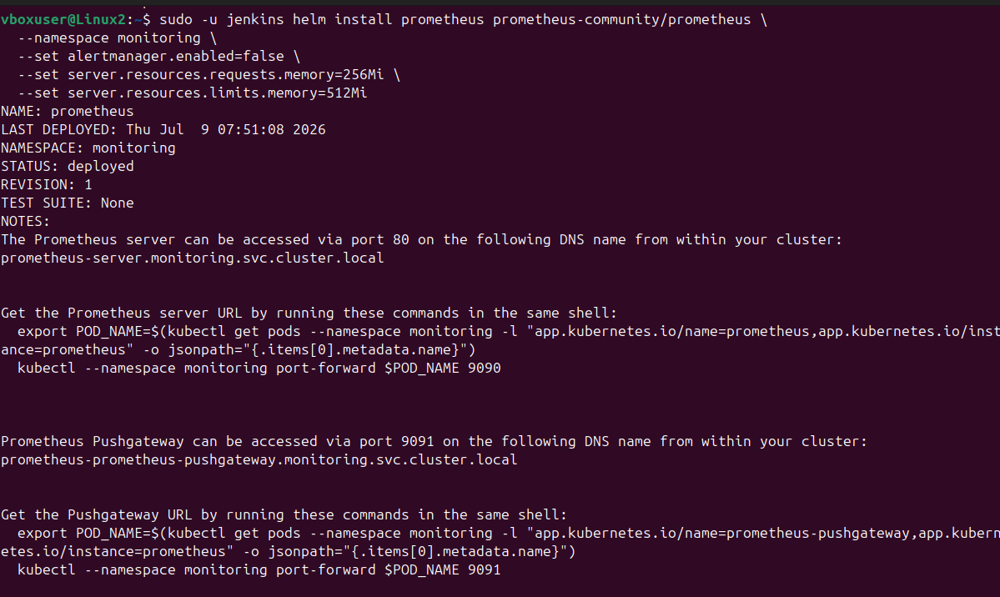 vboxuser@Linux2:~$ sudo -u jenkins helm install prometheus prometheus-community/prometheus \
  --namespace monitoring \
  --set alertmanager.enabled=false \
  --set server.resources.requests.memory=256Mi \
  --set server.resources.limits.memory=512Mi
NAME: prometheus
LAST DEPLOYED: Thu Jul  9 07:51:08 2026
NAMESPACE: monitoring
STATUS: deployed
REVISION: 1
TEST SUITE: None
NOTES:
The Prometheus server can be accessed via port 80 on the following DNS name from within your cluster:
prometheus-server.monitoring.svc.cluster.local
Get the Prometheus server URL by running these commands in the same shell:
  export POD_NAME=$(kubectl get pods --namespace monitoring -l "app.kubernetes.io/name=prometheus,app.kubernetes.io/inst
ance=prometheus" -o jsonpath="{.items[0].metadata.name}")
  kubectl --namespace monitoring port-forward $POD_NAME 9090
Prometheus Pushgateway can be accessed via port 9091 on the following DNS name from within your cluster:
prometheus-prometheus-pushgateway.monitoring.svc.cluster.local
Get the Pushgateway URL by running these commands in the same shell:
  export POD_NAME=$(kubectl get pods --namespace monitoring -l "app.kubernetes.io/name=prometheus-pushgateway,app.kubern
etes.io/instance=prometheus" -o jsonpath="{.items[0].metadata.name}")
  kubectl --namespace monitoring port-forward $POD_NAME 9091